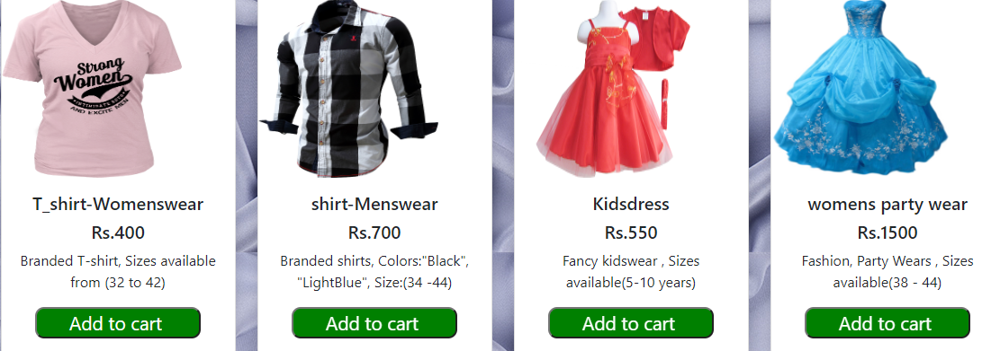 Strong
Women
INTIMIDATE BOYS
AND EXCITE MEN
T_shirt-Womenswear
Rs.400
Branded T-shirt, Sizes available
from (32 to 42)
Add to cart
shirt-Menswear
Rs.700
Branded shirts, Colors:"Black",
"LightBlue", Size:(34 -44)
Add to cart
Kidsdress
Rs.550
Fancy kidswear , Sizes
available(5-10 years)
Add to cart
womens party wear
Rs.1500
Fashion, Party Wears , Sizes
available(38 - 44)
Add to cart